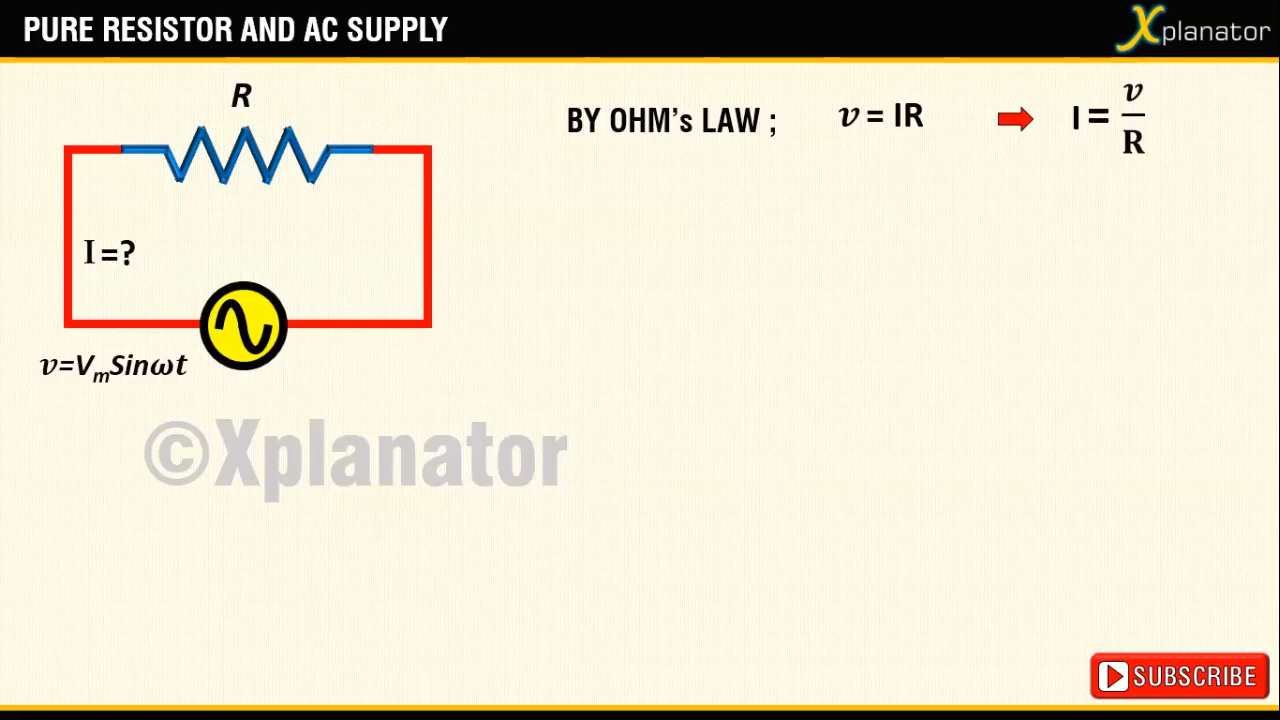 PURE RESISTOR AND AC SUPPLY
Xplanator
R
BY OHM's LAW ; v = IR ➡ I = v/R
I =?
v=VmSinωt
©Xplanator
SUBSCRIBE